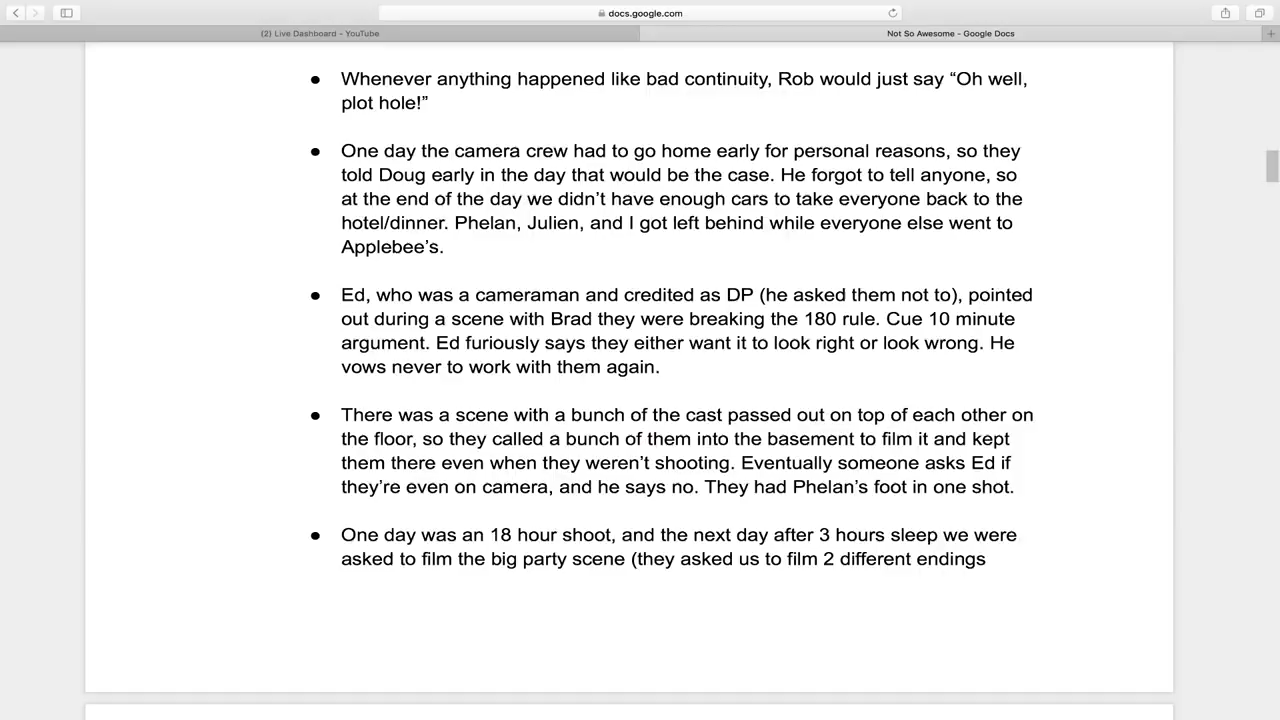 docs.google.com
(2) Live Dashboard - YouTube
Not So Awesome - Google Docs
● Whenever anything happened like bad continuity, Rob would just say “Oh well,
plot hole!”
● One day the camera crew had to go home early for personal reasons, so they
told Doug early in the day that would be the case. He forgot to tell anyone, so
at the end of the day we didn’t have enough cars to take everyone back to the
hotel/dinner. Phelan, Julien, and I got left behind while everyone else went to
Applebee’s.
● Ed, who was a cameraman and credited as DP (he asked them not to), pointed
out during a scene with Brad they were breaking the 180 rule. Cue 10 minute
argument. Ed furiously says they either want it to look right or look wrong. He
vows never to work with them again.
● There was a scene with a bunch of the cast passed out on top of each other on
the floor, so they called a bunch of them into the basement to film it and kept
them there even when they weren’t shooting. Eventually someone asks Ed if
they’re even on camera, and he says no. They had Phelan’s foot in one shot.
● One day was an 18 hour shoot, and the next day after 3 hours sleep we were
asked to film the big party scene (they asked us to film 2 different endings